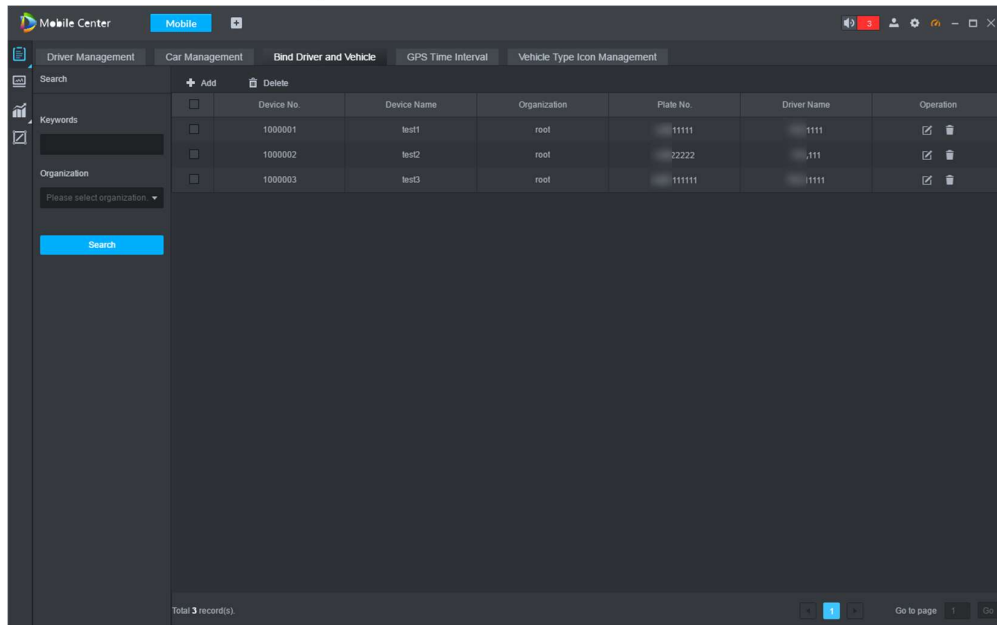 Mobile Center Mobile 3
Driver Management Car Management Bind Driver and Vehicle GPS Time Interval Vehicle Type Icon Management
Search
Add Delete
Device No. Device Name Organization Plate No. Driver Name Operation
Keywords
1000001 test1 root 11111 1111
1000002 test2 root 22222 ,111
Organization
1000003 test3 root 111111 1111
Please select organization.
Search
Total 3 record(s). 1 Go to page 1 Go